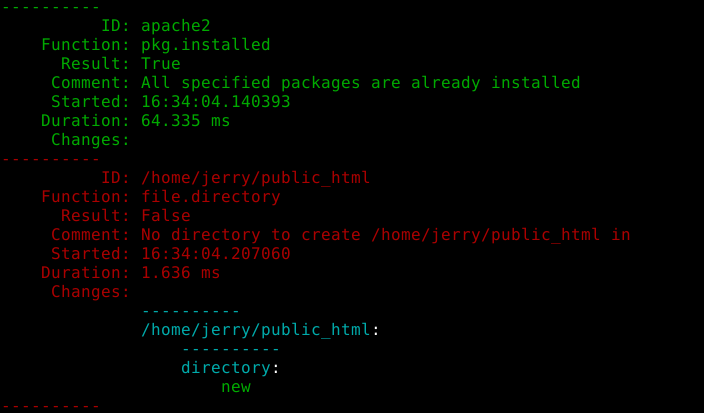 ----------
          ID: apache2
    Function: pkg.installed
      Result: True
     Comment: All specified packages are already installed
     Started: 16:34:04.140393
    Duration: 64.335 ms
     Changes:
----------
          ID: /home/jerry/public_html
    Function: file.directory
      Result: False
     Comment: No directory to create /home/jerry/public_html in
     Started: 16:34:04.207060
    Duration: 1.636 ms
     Changes:
              ----------
              /home/jerry/public_html:
                  ----------
                  directory:
                      new
----------